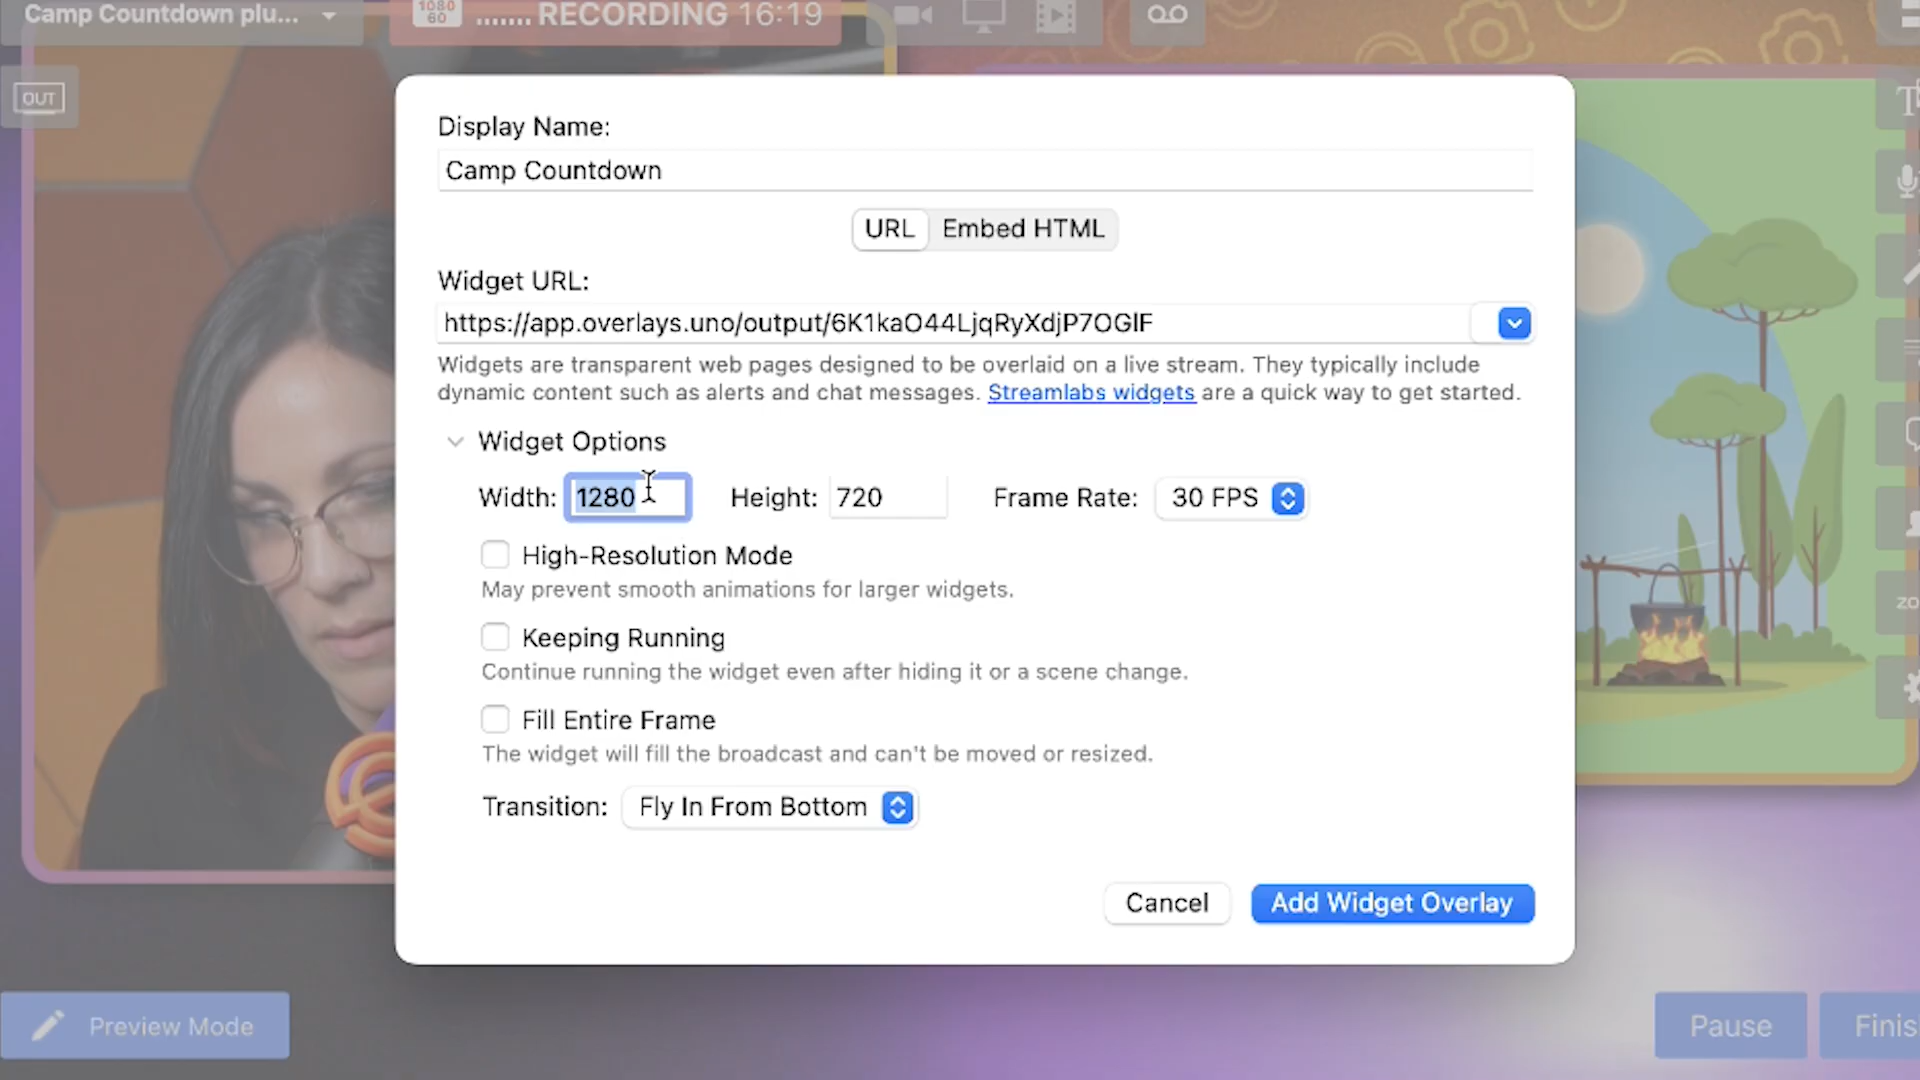 Camp Countdown plu...
1080
60
....... RECORDING 16:19
OUT
Display Name:
Camp Countdown
URL
Embed HTML
Widget URL:
https://app.overlays.uno/output/6K1kaO44LjqRyXdjP7OGlF
Widgets are transparent web pages designed to be overlaid on a live stream. They typically include
dynamic content such as alerts and chat messages. Streamlabs widgets are a quick way to get started.
Widget Options
Width: 1280 Height: 720 Frame Rate: 30 FPS
High-Resolution Mode
May prevent smooth animations for larger widgets.
Keeping Running
Continue running the widget even after hiding it or a scene change.
Fill Entire Frame
The widget will fill the broadcast and can't be moved or resized.
Transition: Fly In From Bottom
Cancel
Add Widget Overlay
Preview Mode
Pause
Finis